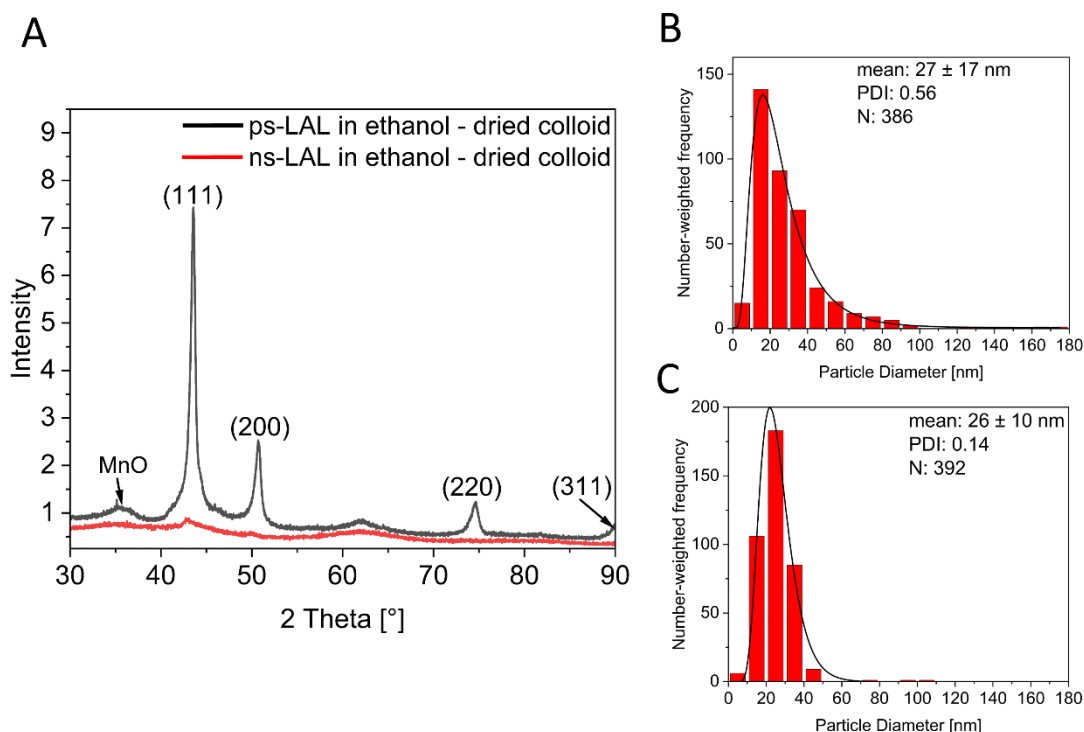 A
ps-LAL in ethanol - dried colloid
ns-LAL in ethanol - dried colloid
(111)
(200)
(220)
(311)
MnO
Intensity
9
8
7
6
5
4
3
2
1
30 40 50 60 70 80 90
2 Theta [°]
B
mean: 27 ± 17 nm
PDI: 0.56
N: 386
Number-weighted frequency
150
100
50
0
0 20 40 60 80 100 120 140 160 180
Particle Diameter [nm]
C
mean: 26 ± 10 nm
PDI: 0.14
N: 392
Number-weighted frequency
200
150
100
50
0
0 20 40 60 80 100 120 140 160 180
Particle Diameter [nm]